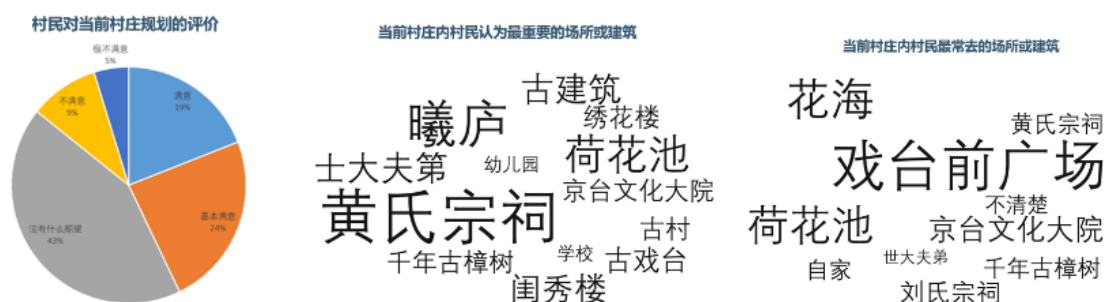 村民对当前村庄规划的评价
极不满意
5%
不满意
9%
满意
19%
没有什么期望
43%
基本满意
24%
当前村庄内村民认为最重要的场所或建筑
古建筑
曦庐
绣花楼
士大夫第
幼儿园
荷花池
京台文化大院
黄氏宗祠
古村
学校
千年古樟树
古戏台
闺秀楼
当前村庄内村民最常去的场所或建筑
花海
黄氏宗祠
戏台前广场
不清楚
荷花池
京台文化大院
世大夫弟
自家
千年古樟树
刘氏宗祠